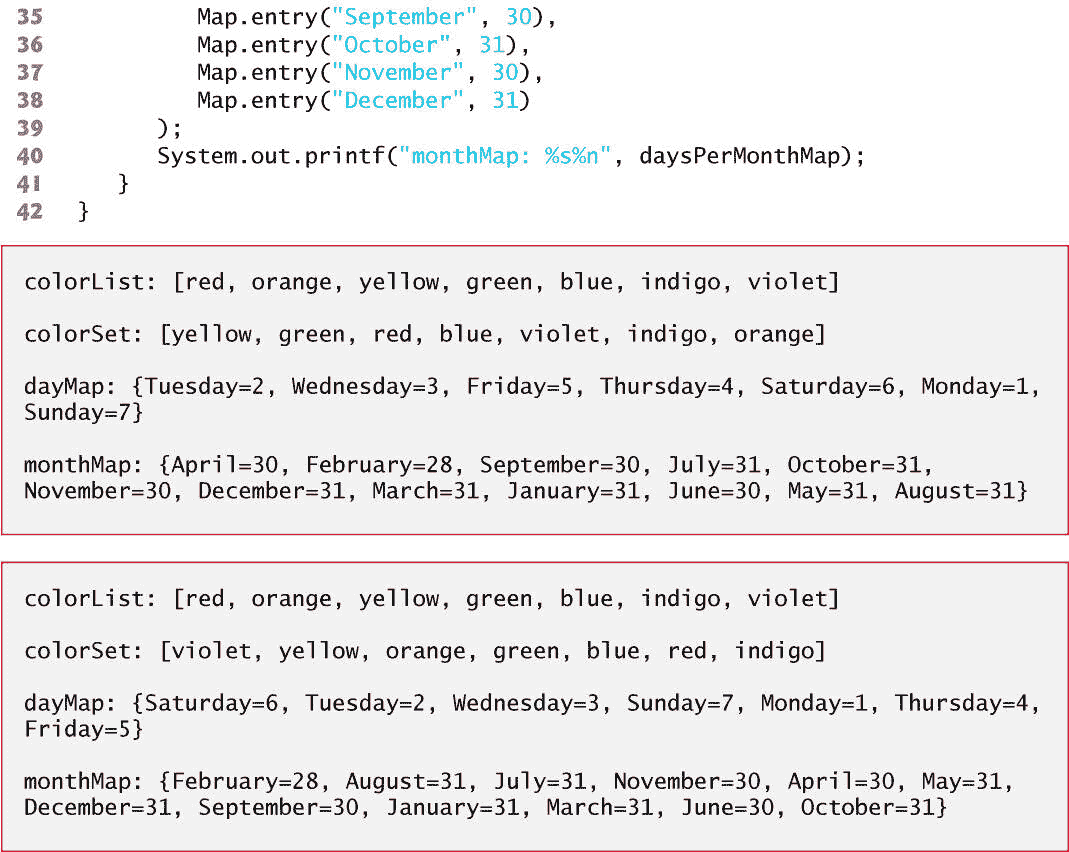 35 Map.entry("September", 30),
36 Map.entry("October", 31),
37 Map.entry("November", 30),
38 Map.entry("December", 31)
39 );
40 System.out.printf("monthMap: %s%n", daysPerMonthMap);
41 }
42 }
colorList: [red, orange, yellow, green, blue, indigo, violet]
colorSet: [yellow, green, red, blue, violet, indigo, orange]
dayMap: {Tuesday=2, Wednesday=3, Friday=5, Thursday=4, Saturday=6, Monday=1,
Sunday=7}
monthMap: {April=30, February=28, September=30, July=31, October=31,
November=30, December=31, March=31, January=31, June=30, May=31, August=31}
colorList: [red, orange, yellow, green, blue, indigo, violet]
colorSet: [violet, yellow, orange, green, blue, red, indigo]
dayMap: {Saturday=6, Tuesday=2, Wednesday=3, Sunday=7, Monday=1, Thursday=4,
Friday=5}
monthMap: {February=28, August=31, July=31, November=30, April=30, May=31,
December=31, September=30, January=31, March=31, June=30, October=31}